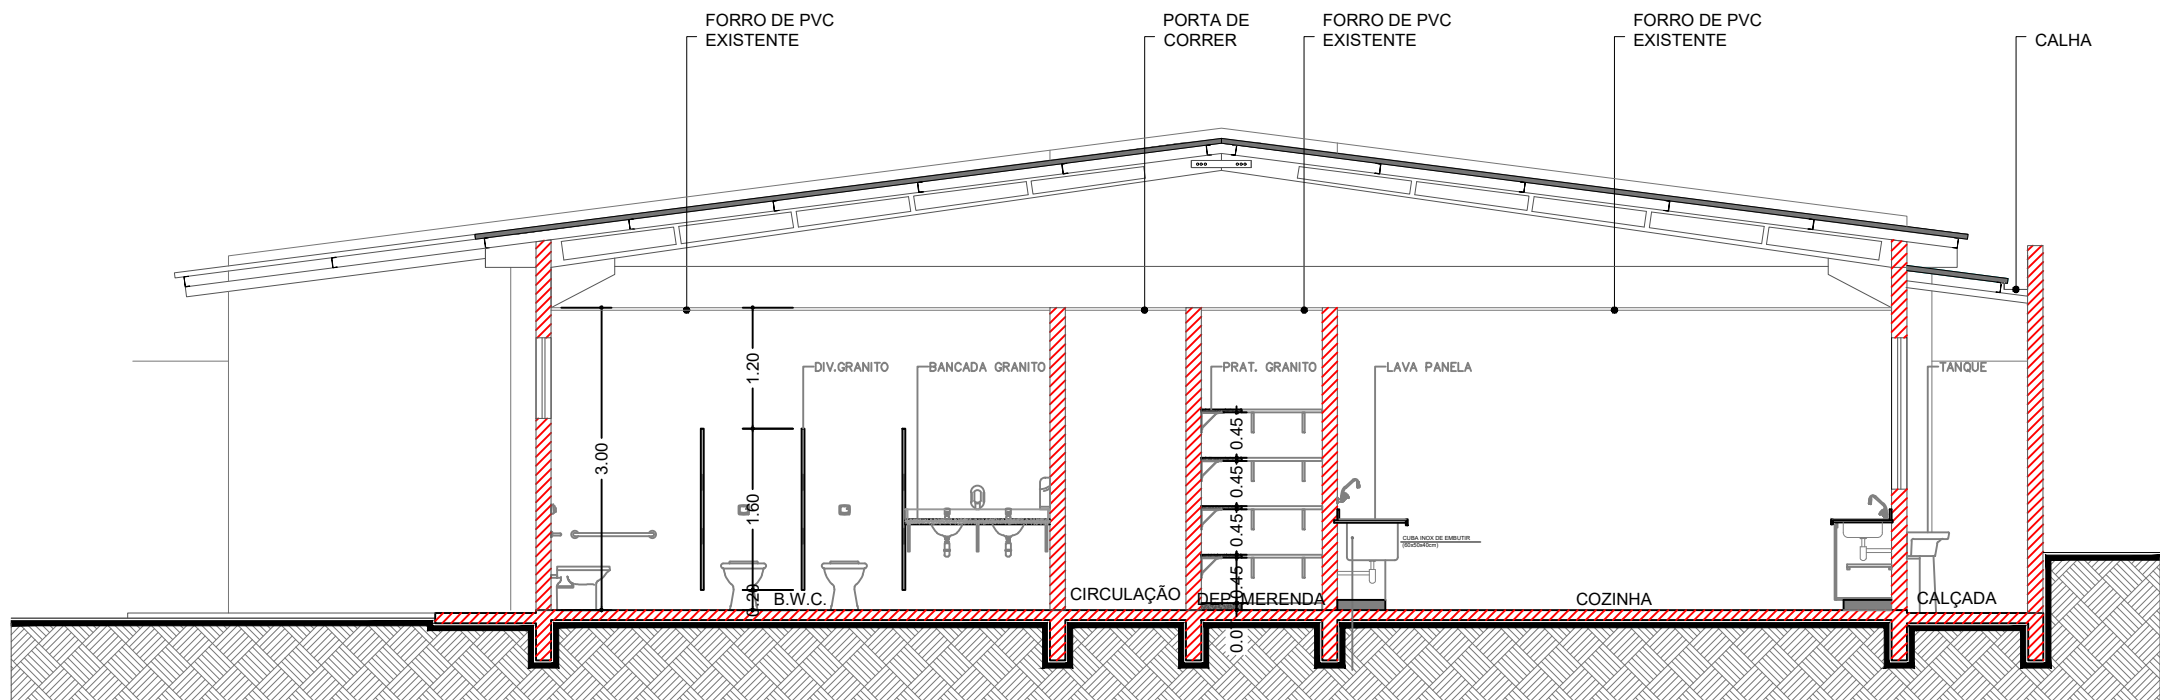 FORRO DE PVC
EXISTENTE
PORTA DE
CORRER
FORRO DE PVC
EXISTENTE
FORRO DE PVC
EXISTENTE
CALHA
DIV.GRANITO
BANCADA GRANITO
PRAT. GRANITO
LAVA PANELA
TANQUE
1.20
3.00
1.60
0.20
0.45
0.45
0.45
0.45
CUBA INOX DE EMBUTIR
(60x50x40cm)
B.W.C.
CIRCULAÇÃO
DEP. MERENDA
COZINHA
CALÇADA